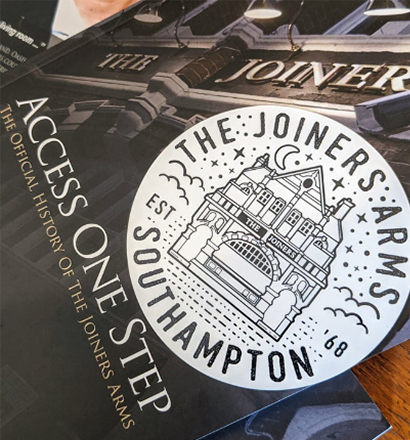 living room ... "
THE JOINER
ACCESS ONE STEP
THE OFFICIAL HISTORY OF THE JOINERS ARMS
THE JOINERS ARMS
EST
'68
THE JOINERS
SOUTHAMPTON